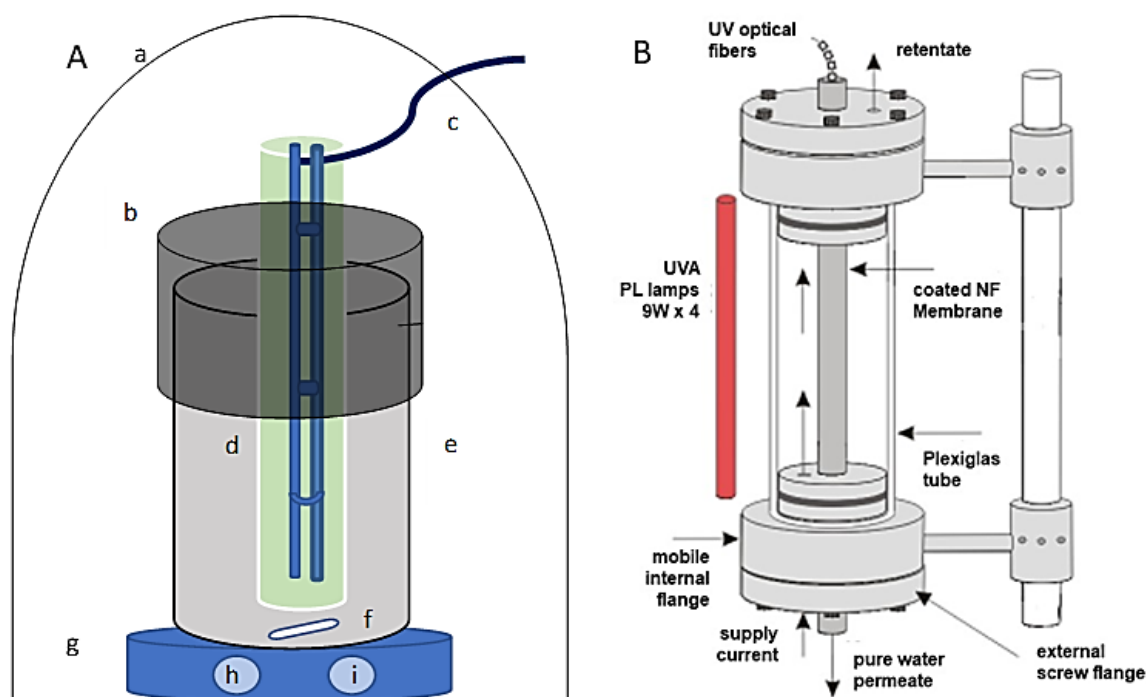 A
a
c
b
d
e
f
g
h
i
B
UV optical
fibers
retentate
UVA
PL lamps
9W x 4
coated NF
Membrane
Plexiglas
tube
mobile
internal
flange
supply
current
pure water
permeate
external
screw flange